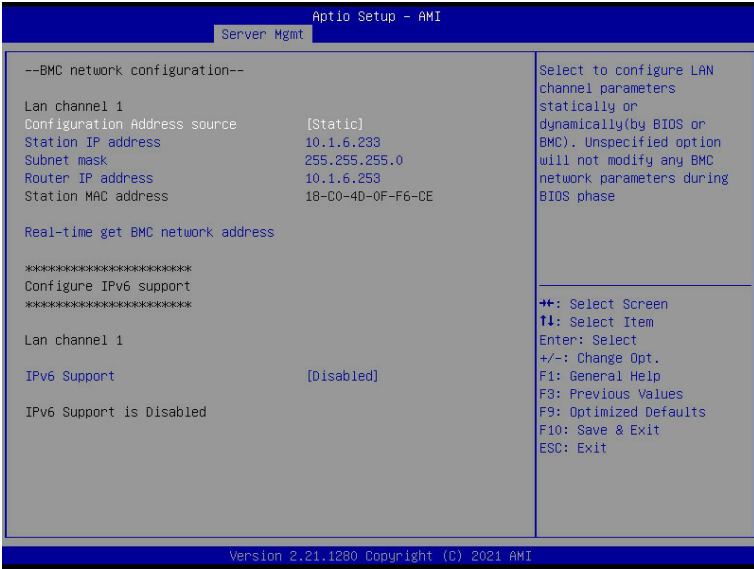 Aptio Setup – AMI
Server Mgmt
--BMC network configuration--
Lan channel 1
Configuration Address source [Static]
Station IP address 10.1.6.233
Subnet mask 255.255.255.0
Router IP address 10.1.6.253
Station MAC address 18-C0-4D-0F-F6-CE
Real-time get BMC network address
**********************
Configure IPv6 support
**********************
Lan channel 1
IPv6 Support [Disabled]
IPv6 Support is Disabled
Select to configure LAN
channel parameters
statically or
dynamically(by BIOS or
BMC). Unspecified option
will not modify any BMC
network parameters during
BIOS phase
→←: Select Screen
↑↓: Select Item
Enter: Select
+/-: Change Opt.
F1: General Help
F3: Previous Values
F9: Optimized Defaults
F10: Save & Exit
ESC: Exit
Version 2.21.1280 Copyright (C) 2021 AMI